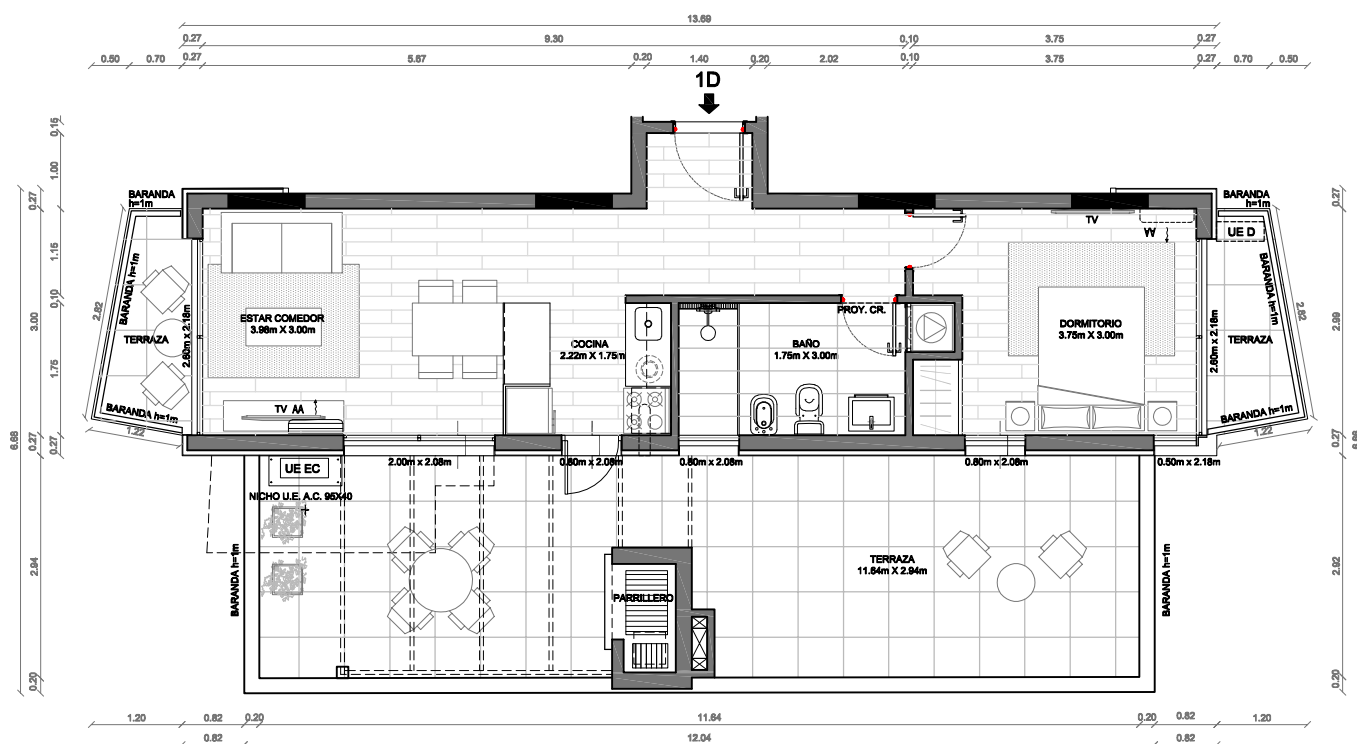 13.69
0.27
9.30
0.10
3.75
0.27
0.50
0.70
0.27
5.67
0.20
1.40
0.20
2.02
0.10
3.75
0.27
0.70
0.50
1D
0.15
1.00
0.27
1.15
0.10
3.00
1.75
0.27
0.27
6.68
2.94
0.20
BARANDA
h=1m
BARANDA h=1m
2.82
TERRAZA
2.60m x 2.18m
BARANDA h=1m
1.22
ESTAR COMEDOR
3.98m X 3.00m
TV AA
COCINA
2.22m X 1.75m
PROY. CR.
BAÑO
1.75m X 3.00m
TV
AA
DORMITORIO
3.75m X 3.00m
BARANDA
h=1m
UE D
BARANDA h=1m
2.82
2.60m x 2.18m
TERRAZA
BARANDA h=1m
1.22
0.27
2.99
0.27
2.92
0.20
2.00m x 2.08m
0.80m x 2.08m
0.80m x 2.08m
0.50m x 2.18m
UE EC
NICHO U.E. A.C. 95X40
BARANDA h=1m
PARRILLERO
TERRAZA
11.64m X 2.94m
BARANDA h=1m
1.20
0.82
0.20
11.64
0.20
0.82
1.20
0.82
12.04
0.82